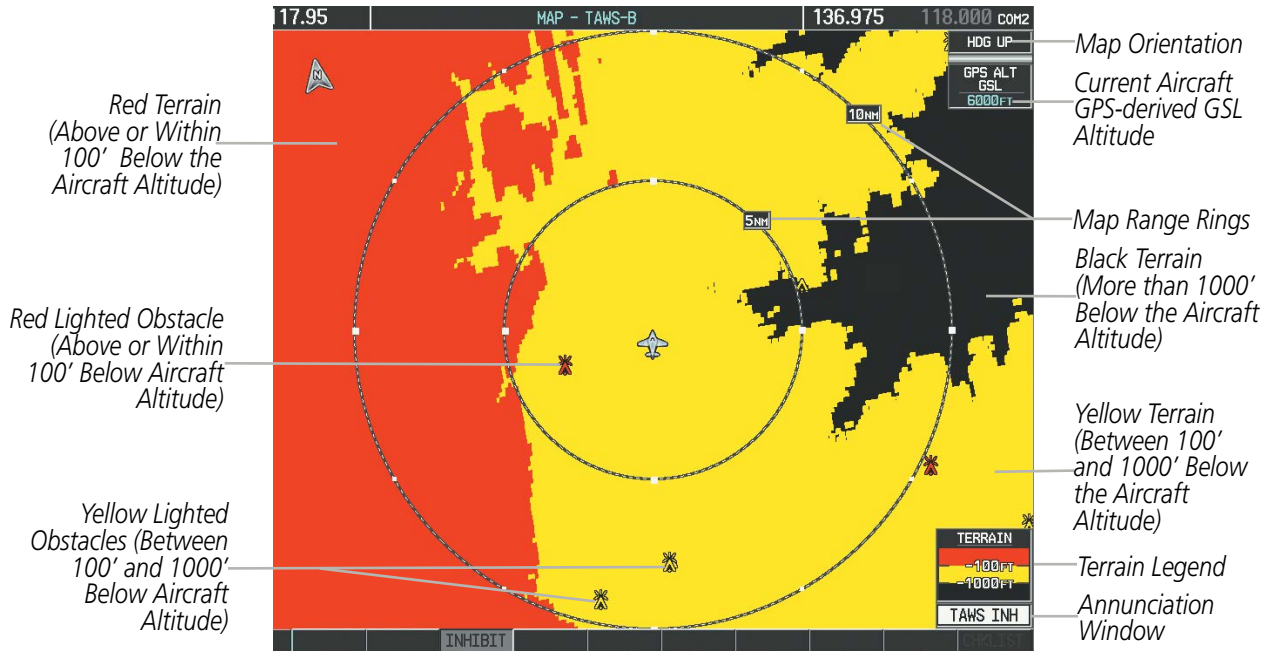 17.95 MAP - TAWS-B 136.975 118.000 COM2
HDG UP
GPS ALT
GSL
6000FT
N
10NM
5NM
Red Terrain
(Above or Within
100' Below the
Aircraft Altitude)
Red Lighted Obstacle
(Above or Within
100' Below Aircraft
Altitude)
Yellow Lighted
Obstacles (Between
100' and 1000'
Below Aircraft
Altitude)
Map Orientation
Current Aircraft
GPS-derived GSL
Altitude
Map Range Rings
Black Terrain
(More than 1000'
Below the Aircraft
Altitude)
Yellow Terrain
(Between 100'
and 1000' Below
the Aircraft
Altitude)
Terrain Legend
Annunciation
Window
TERRAIN
-100FT
-1000FT
TAWS INH
INHIBIT
CHKLIST